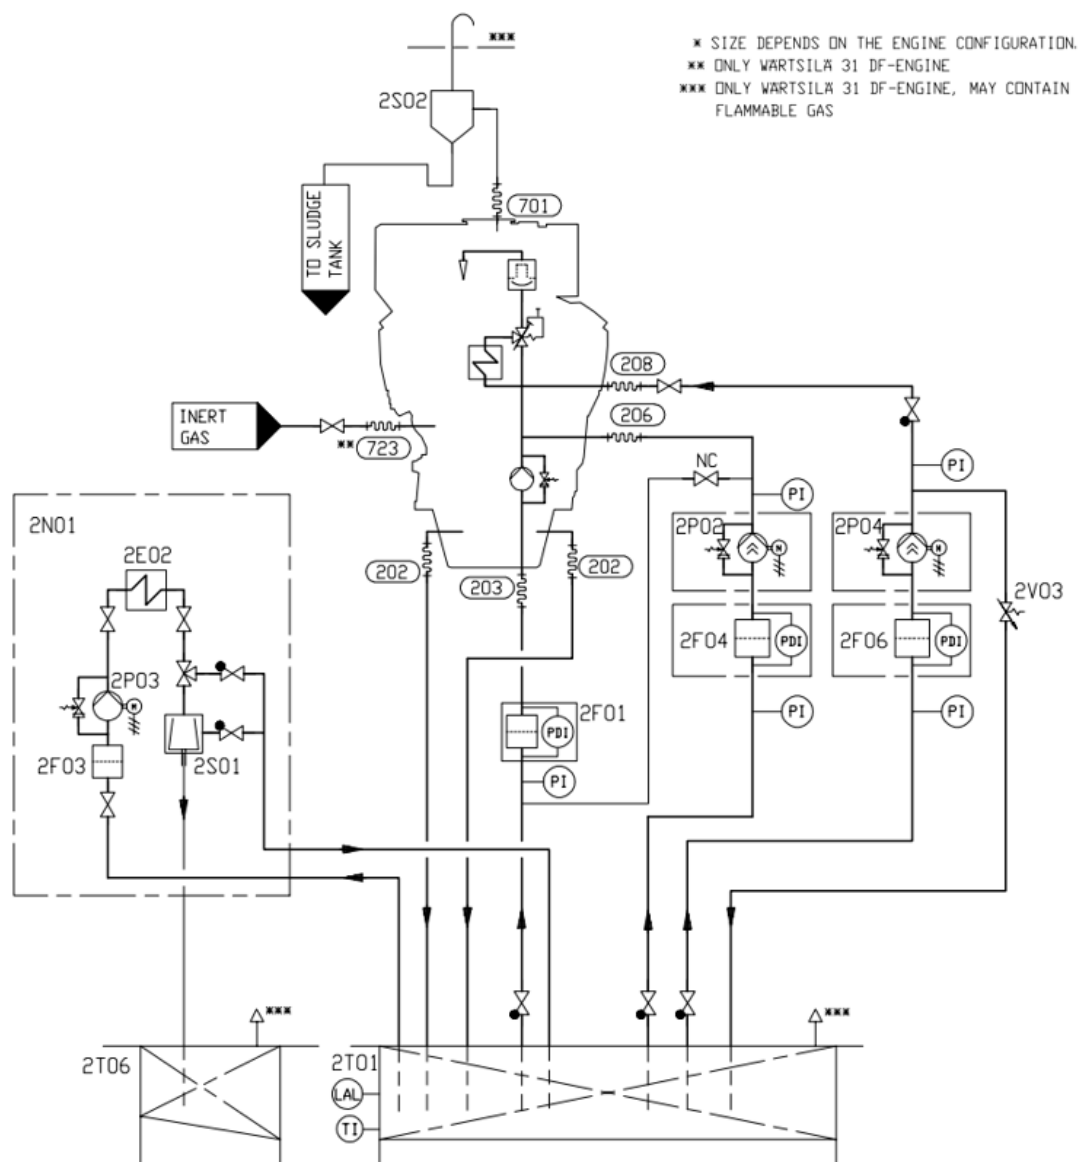 * SIZE DEPENDS ON THE ENGINE CONFIGURATION.
** ONLY WÄRTSILÄ 31 DF-ENGINE
*** ONLY WÄRTSILÄ 31 DF-ENGINE, MAY CONTAIN
FLAMMABLE GAS
***
2S02
701
TO SLUDGE
TANK
208
206
INERT
GAS
** 723
NC
PI
PI
2N01
2P02
2P04
M
M
2E02
202
203
202
2V03
2F04
PDI
2F06
PDI
2P03
M
2F01
PDI
PI
PI
2F03
2S01
PI
***
***
2T06
2T01
LAL
TI